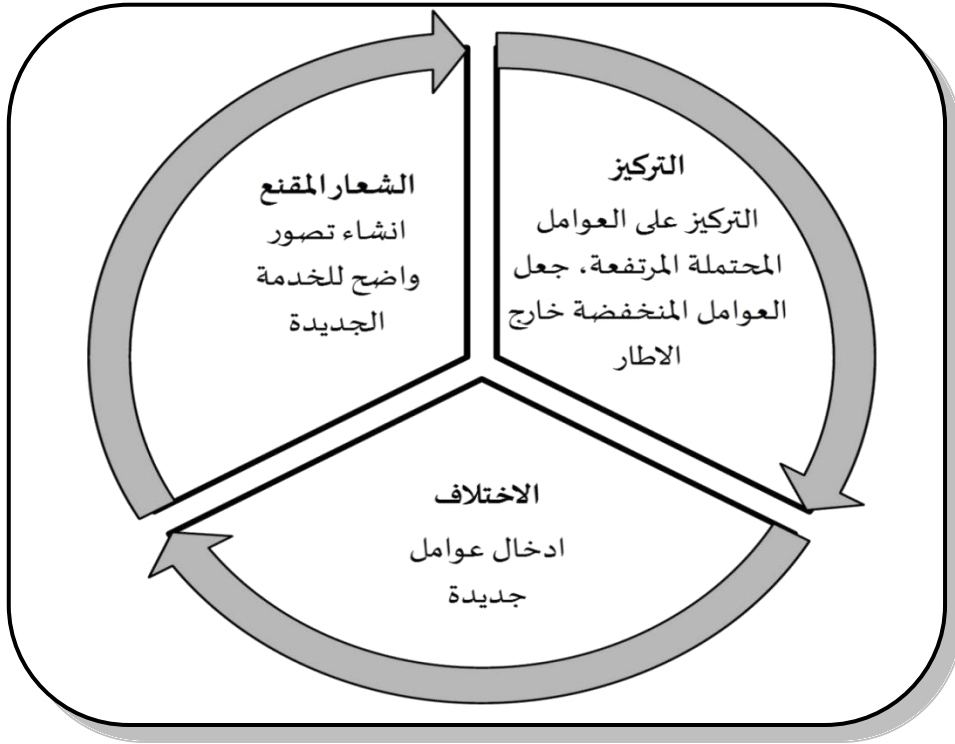 التركيز
التركيز على العوامل
المحتملة المرتفعة، جعل
العوامل المنخفضة خارج
الاطار
الاختلاف
ادخال عوامل
جديدة
الشعار المقنع
انشاء تصور
واضح للخدمة
الجديدة